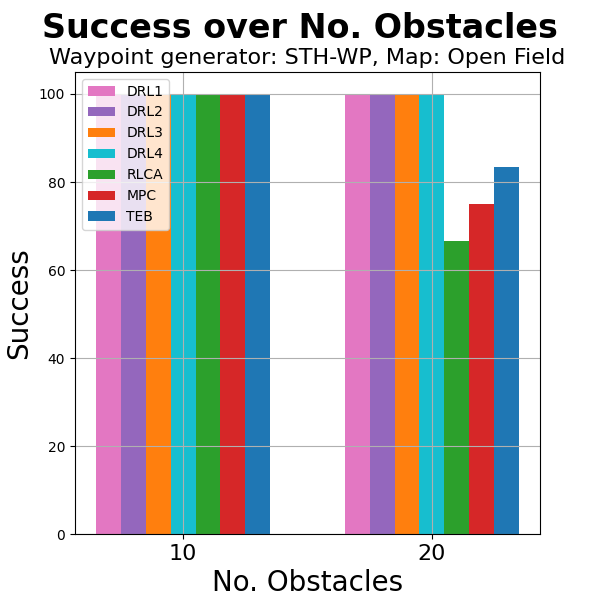 Success over No. Obstacles
Waypoint generator: STH-WP, Map: Open Field
100
80
60
40
20
0
Success
DRL1
DRL2
DRL3
DRL4
RLCA
MPC
TEB
10
20
No. Obstacles